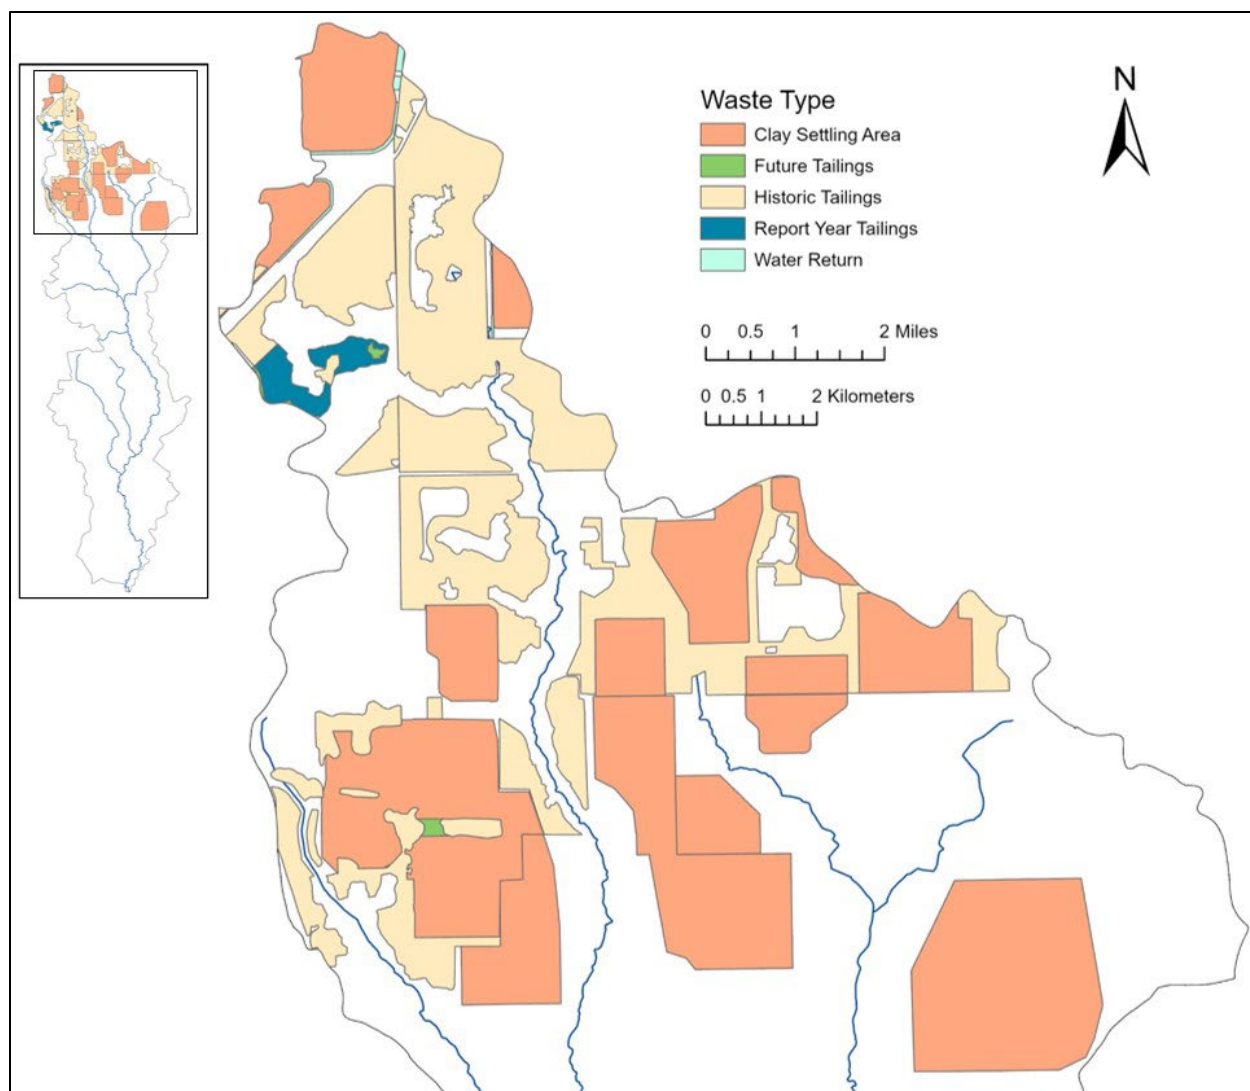 N
Waste Type
Clay Settling Area
Future Tailings
Historic Tailings
Report Year Tailings
Water Return
0 0.5 1 2 Miles
0 0.5 1 2 Kilometers